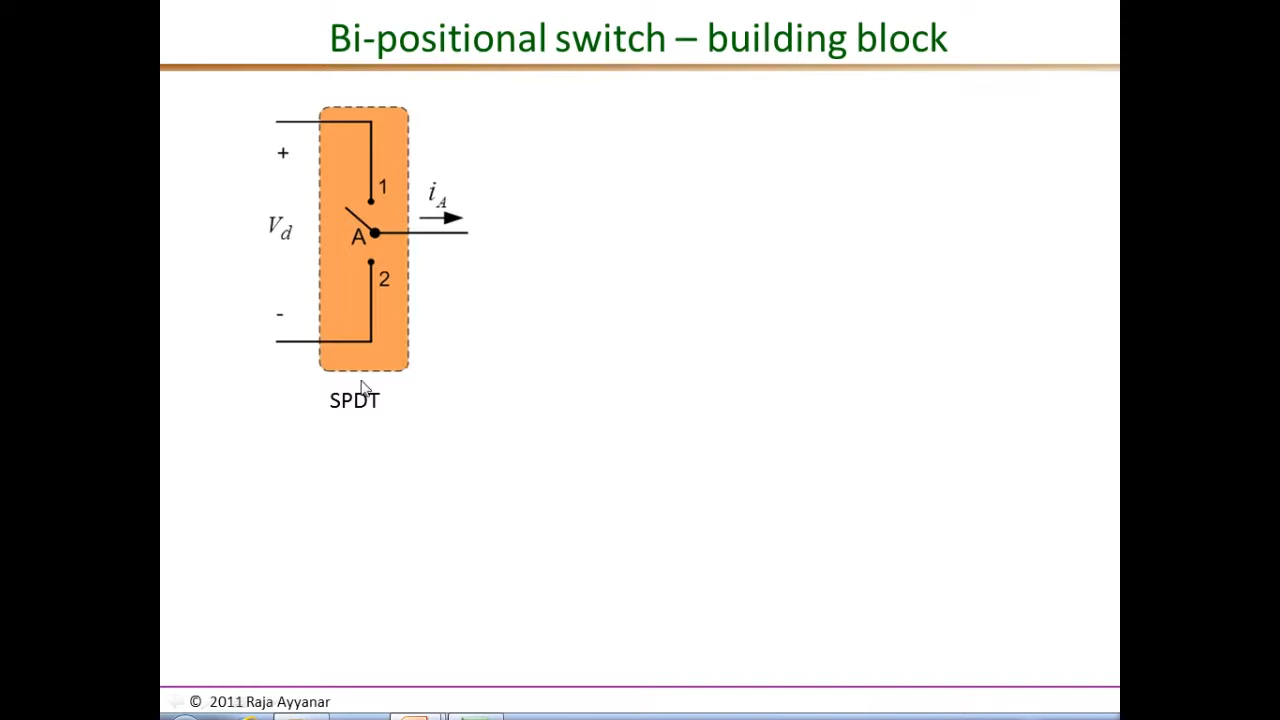 Bi-positional switch – building block
+
1
i_A
V_d
A
2
-
SPDT
© 2011 Raja Ayyanar